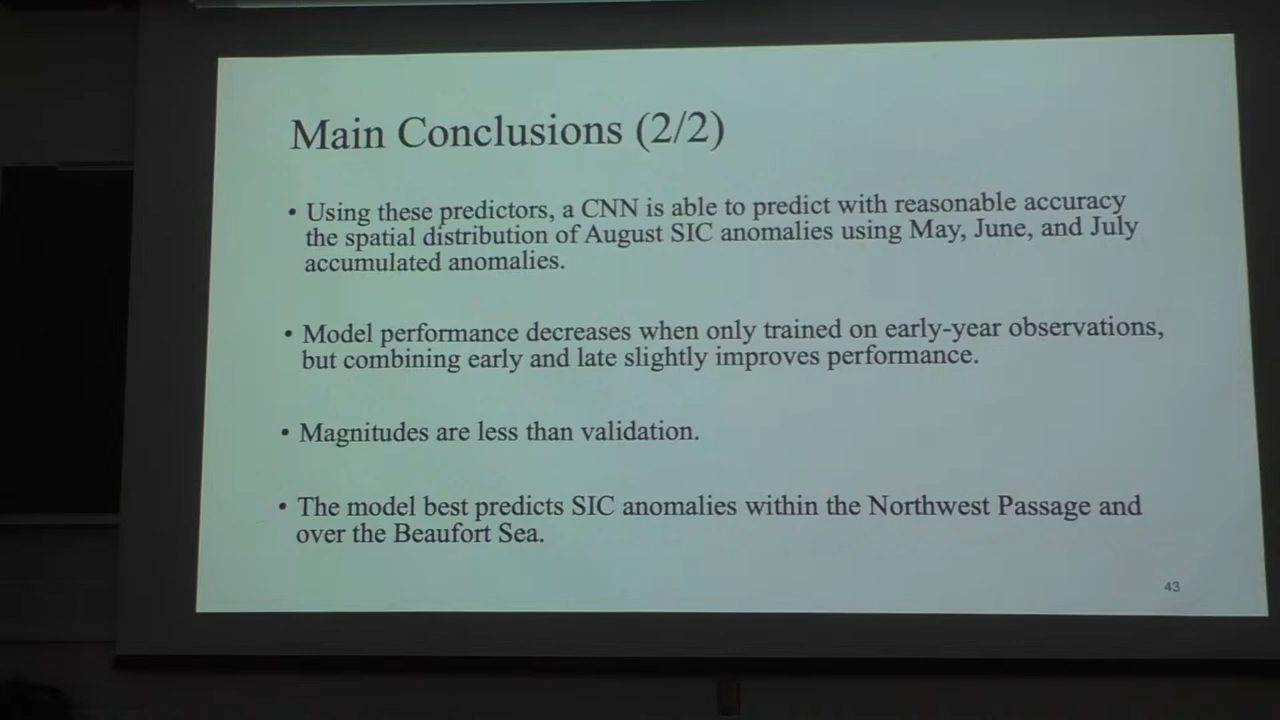 Main Conclusions (2/2)
• Using these predictors, a CNN is able to predict with reasonable accuracy
the spatial distribution of August SIC anomalies using May, June, and July
accumulated anomalies.
• Model performance decreases when only trained on early-year observations,
but combining early and late slightly improves performance.
• Magnitudes are less than validation.
• The model best predicts SIC anomalies within the Northwest Passage and
over the Beaufort Sea.
43